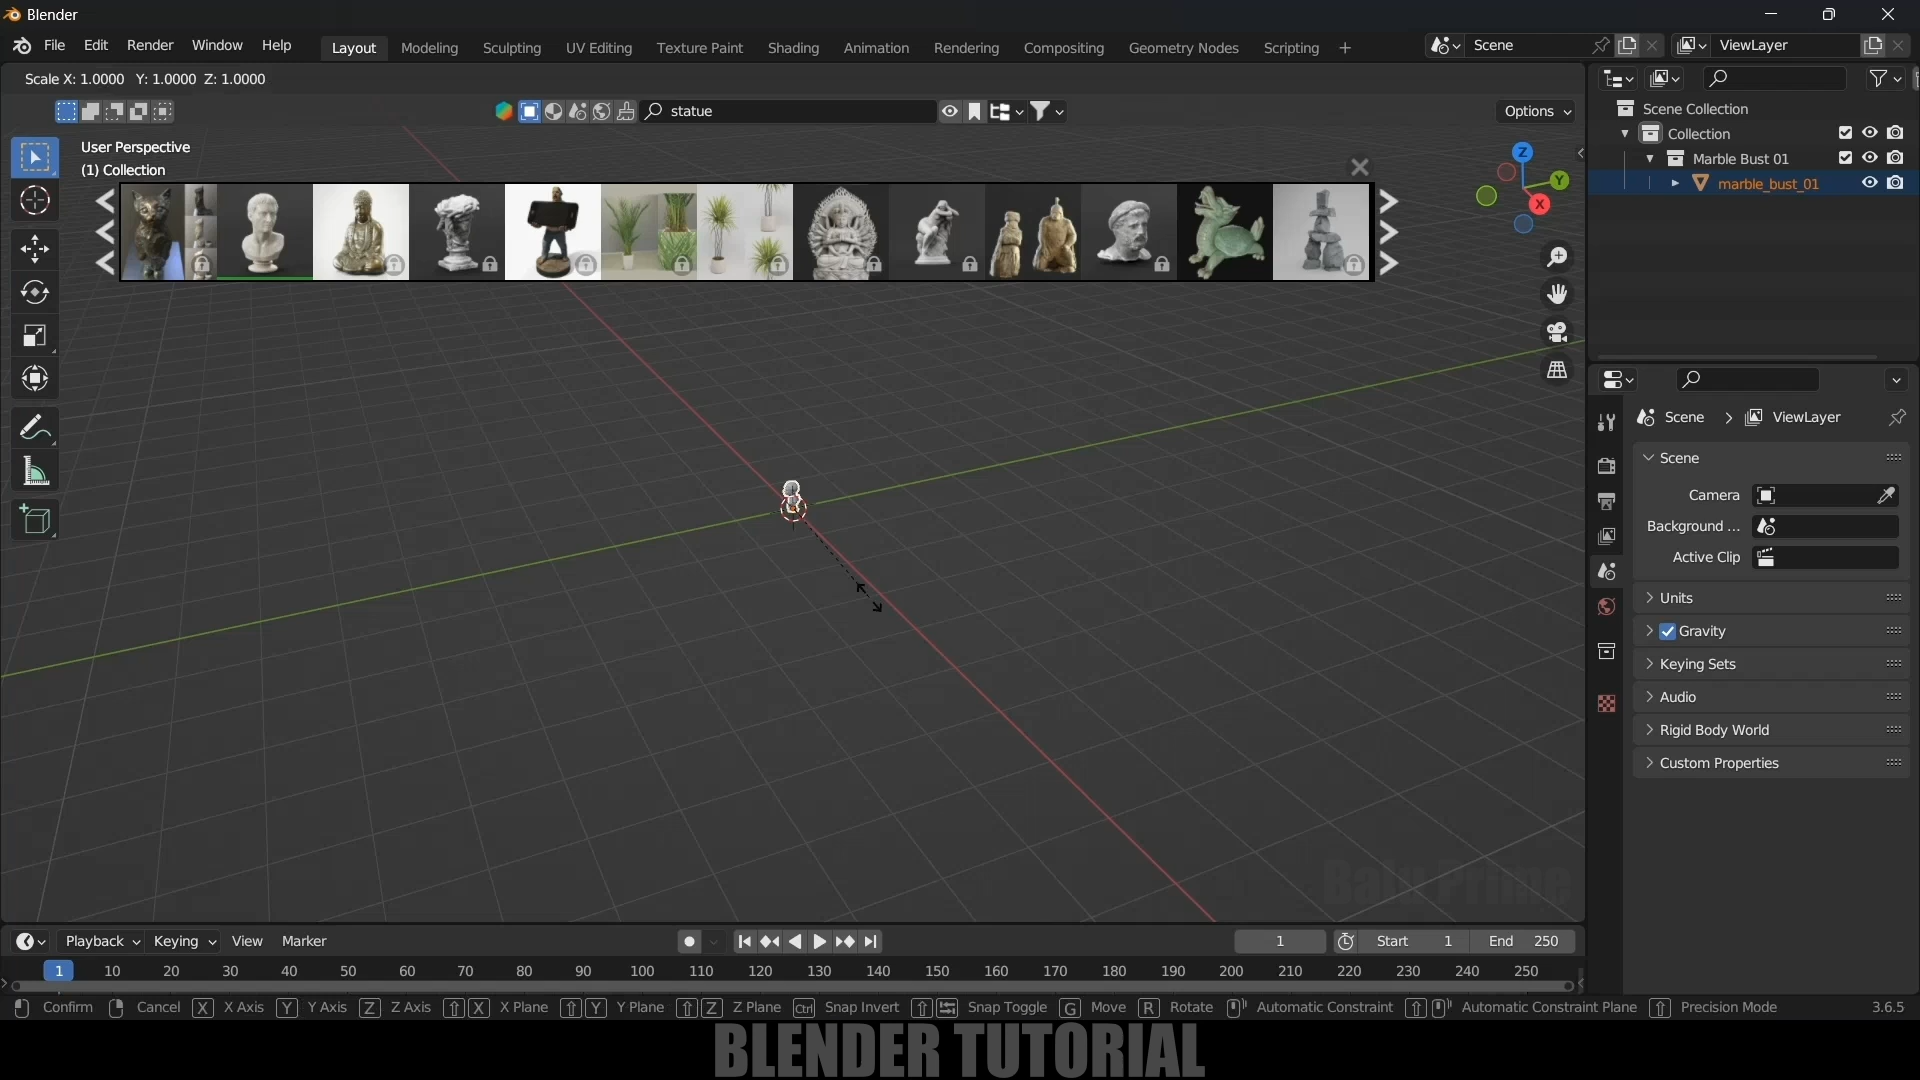 Blender
File Edit Render Window Help Layout Modeling Sculpting UV Editing Texture Paint Shading Animation Rendering Compositing Geometry Nodes Scripting + Scene ViewLayer
Scale X: 1.0000 Y: 1.0000 Z: 1.0000
statue Options
User Perspective
(1) Collection
Z
Y
X
Scene Collection
Collection
Marble Bust 01
marble_bust_01
Scene > ViewLayer
Scene
Camera
Background ...
Active Clip
Units
Gravity
Keying Sets
Audio
Rigid Body World
Custom Properties
Batu Prime
Playback Keying View Marker 1 Start 1 End 250
1 10 20 30 40 50 60 70 80 90 100 110 120 130 140 150 160 170 180 190 200 210 220 230 240 250
Confirm Cancel X X Axis Y Y Axis Z Z Axis X X Plane Y Y Plane Z Z Plane Ctrl Snap Invert Snap Toggle G Move R Rotate Automatic Constraint Automatic Constraint Plane Precision Mode 3.6.5
BLENDER TUTORIAL